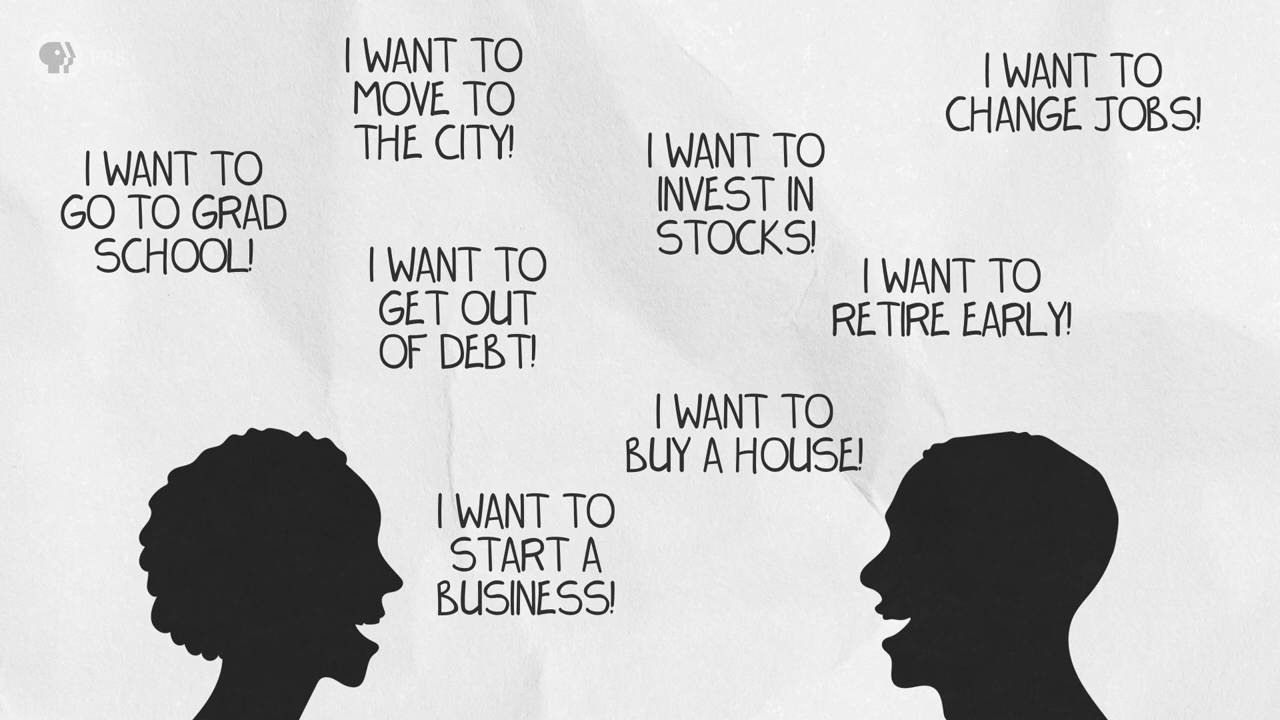 I WANT TO
MOVE TO
THE CITY!
I WANT TO
CHANGE JOBS!
I WANT TO
GO TO GRAD
SCHOOL!
I WANT TO
INVEST IN
STOCKS!
I WANT TO
GET OUT
OF DEBT!
I WANT TO
RETIRE EARLY!
I WANT TO
BUY A HOUSE!
I WANT TO
START A
BUSINESS!